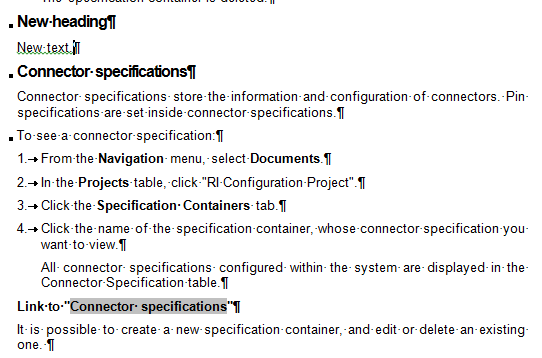 The specification container is deleted.¶
New heading¶
New text.¶
Connector specifications¶
Connector specifications store the information and configuration of connectors. Pin
specifications are set inside connector specifications.¶
To see a connector specification:¶
1.→From the Navigation menu, select Documents.¶
2.→In the Projects table, click "RI Configuration Project".¶
3.→Click the Specification Containers tab.¶
4.→Click the name of the specification container, whose connector specification you
want to view.¶
All connector specifications configured within the system are displayed in the
Connector Specification table.¶
Link to "Connector specifications"¶
It is possible to create a new specification container, and edit or delete an existing
one. ¶